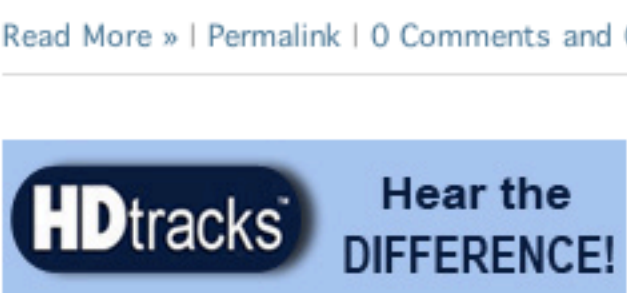 Read More » | Permalink | 0 Comments and
HDtracks™ Hear the
DIFFERENCE!